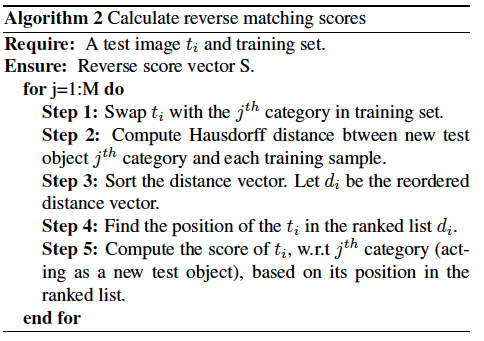 Algorithm 2 Calculate reverse matching scores
Require: A test image t_i and training set.
Ensure: Reverse score vector S.
for j=1:M do
Step 1: Swap t_i with the j^th category in training set.
Step 2: Compute Hausdorff distance btween new test
object j^th category and each training sample.
Step 3: Sort the distance vector. Let d_i be the reordered
distance vector.
Step 4: Find the position of the t_i in the ranked list d_i.
Step 5: Compute the score of t_i, w.r.t j^th category (act-
ing as a new test object), based on its position in the
ranked list.
end for